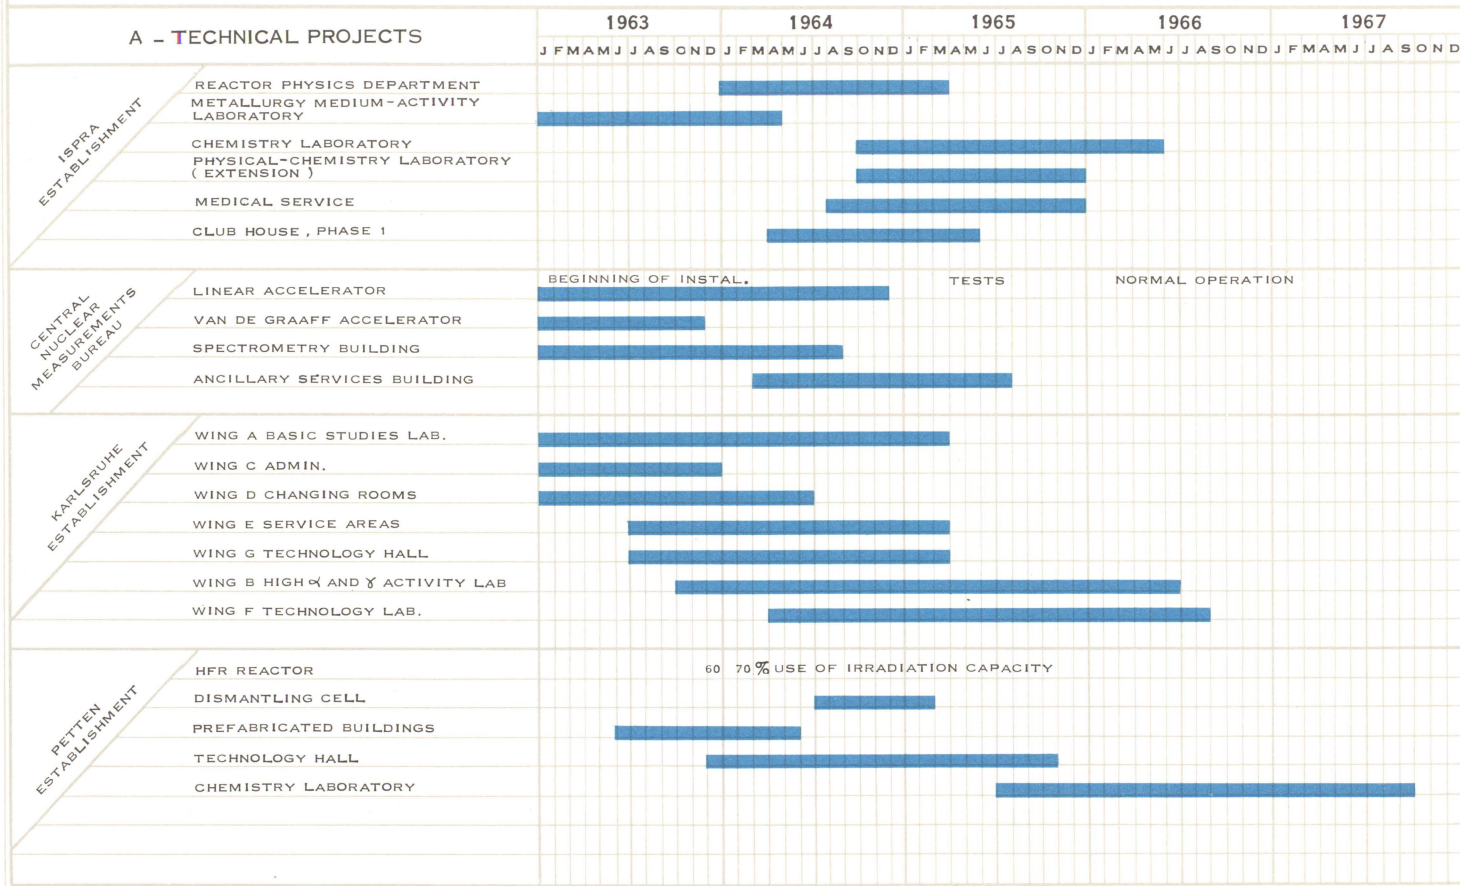 A – TECHNICAL PROJECTS
1963 1964 1965 1966 1967
J F M A M J J A S O N D J F M A M J J A S O N D J F M A M J J A S O N D J F M A M J J A S O N D J F M A M J J A S O N D
ISPRA
ESTABLISHMENT
REACTOR PHYSICS DEPARTMENT
METALLURGY MEDIUM-ACTIVITY
LABORATORY
CHEMISTRY LABORATORY
PHYSICAL-CHEMISTRY LABORATORY
( EXTENSION )
MEDICAL SERVICE
CLUB HOUSE , PHASE 1
CENTRAL
NUCLEAR
MEASUREMENTS
BUREAU
BEGINNING OF INSTAL. TESTS NORMAL OPERATION
LINEAR ACCELERATOR
VAN DE GRAAFF ACCELERATOR
SPECTROMETRY BUILDING
ANCILLARY SERVICES BUILDING
KARLSRUHE
ESTABLISHMENT
WING A BASIC STUDIES LAB.
WING C ADMIN.
WING D CHANGING ROOMS
WING E SERVICE AREAS
WING G TECHNOLOGY HALL
WING B HIGH α AND γ ACTIVITY LAB
WING F TECHNOLOGY LAB.
PETTEN
ESTABLISHMENT
HFR REACTOR 60 70 % USE OF IRRADIATION CAPACITY
DISMANTLING CELL
PREFABRICATED BUILDINGS
TECHNOLOGY HALL
CHEMISTRY LABORATORY